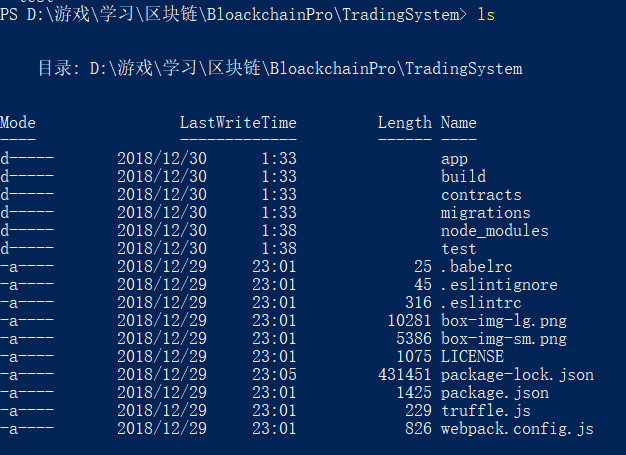 PS D:\游戏\学习\区块链\BloackchainPro\TradingSystem> ls
目录: D:\游戏\学习\区块链\BloackchainPro\TradingSystem
Mode LastWriteTime Length Name
---- ------------- ------ ----
d----- 2018/12/30 1:33 app
d----- 2018/12/30 1:33 build
d----- 2018/12/30 1:33 contracts
d----- 2018/12/30 1:33 migrations
d----- 2018/12/30 1:38 node_modules
d----- 2018/12/30 1:38 test
-a---- 2018/12/29 23:01 25 .babelrc
-a---- 2018/12/29 23:01 45 .eslintignore
-a---- 2018/12/29 23:01 316 .eslintrc
-a---- 2018/12/29 23:01 10281 box-img-lg.png
-a---- 2018/12/29 23:01 5386 box-img-sm.png
-a---- 2018/12/29 23:01 1075 LICENSE
-a---- 2018/12/29 23:05 431451 package-lock.json
-a---- 2018/12/29 23:01 1425 package.json
-a---- 2018/12/29 23:01 229 truffle.js
-a---- 2018/12/29 23:01 826 webpack.config.js